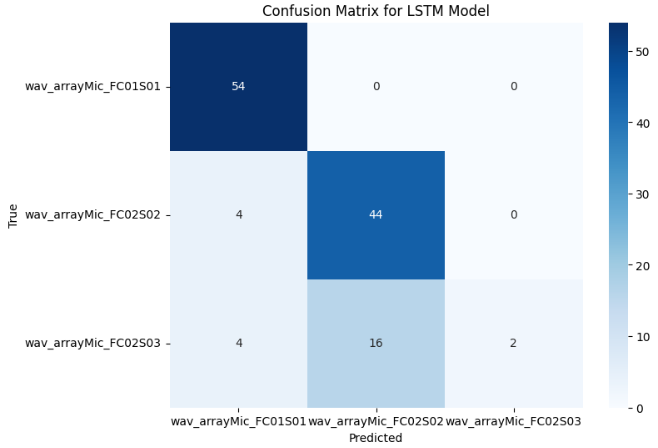 Confusion Matrix for LSTM Model
wav_arrayMic_FC01S01
54
0
0
50
40
wav_arrayMic_FC02S02
4
44
0
30
True
20
wav_arrayMic_FC02S03
4
16
2
10
0
wav_arrayMic_FC01S01 wav_arrayMic_FC02S02 wav_arrayMic_FC02S03
Predicted